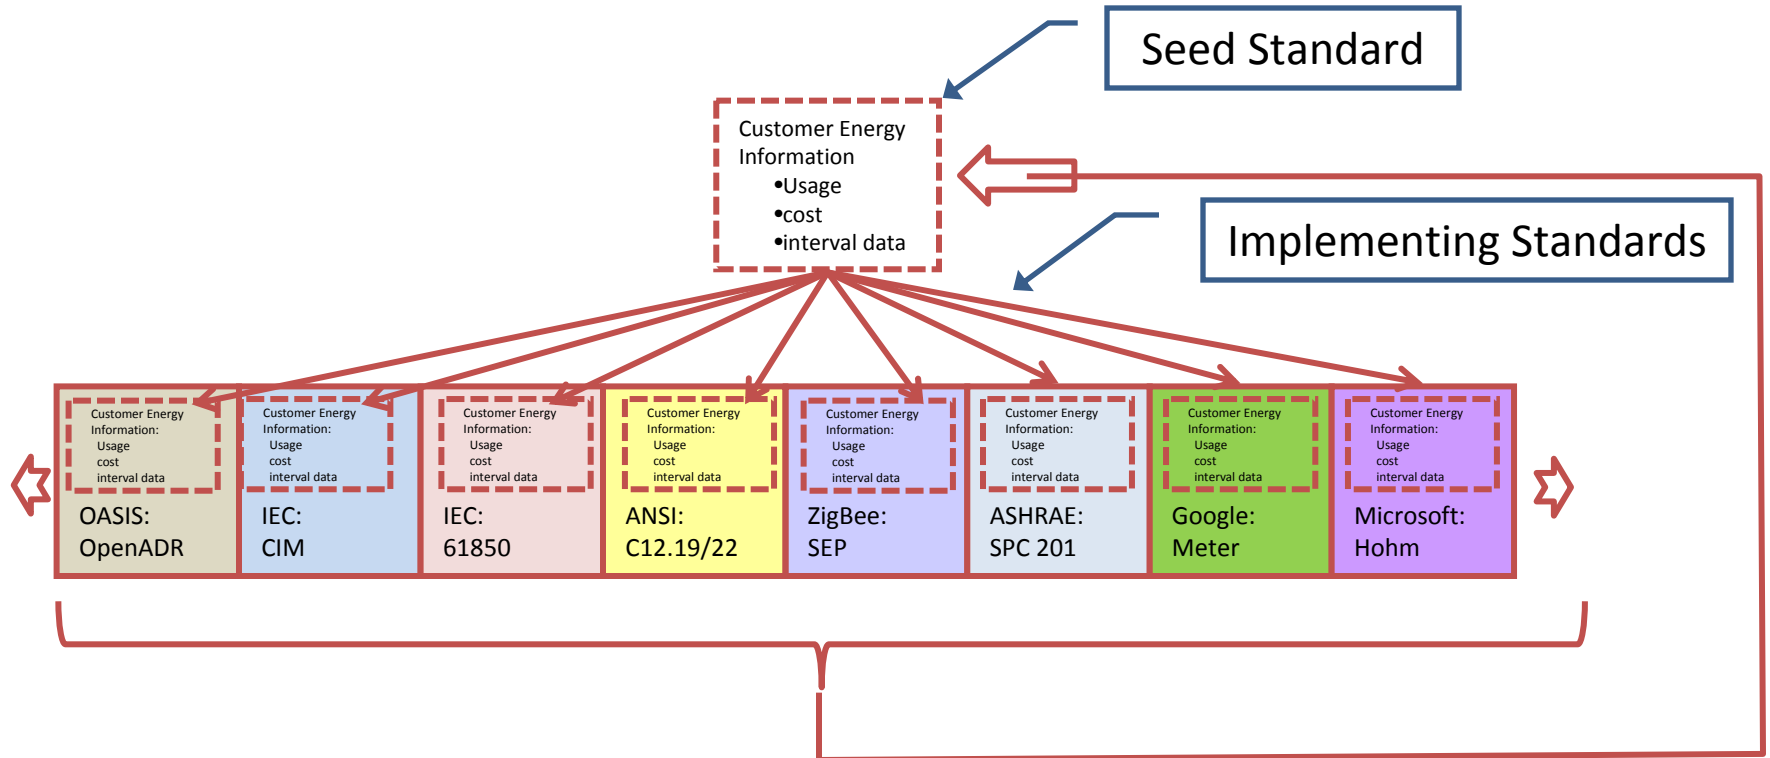 Seed Standard
Customer Energy
Information
•Usage
•cost
•interval data
Implementing Standards
Customer Energy
Information:
Usage
cost
interval data
OASIS:
OpenADR
Customer Energy
Information:
Usage
cost
interval data
IEC:
CIM
Customer Energy
Information:
Usage
cost
interval data
IEC:
61850
Customer Energy
Information:
Usage
cost
interval data
ANSI:
C12.19/22
Customer Energy
Information:
Usage
cost
interval data
ZigBee:
SEP
Customer Energy
Information:
Usage
cost
interval data
ASHRAE:
SPC 201
Customer Energy
Information:
Usage
cost
interval data
Google:
Meter
Customer Energy
Information:
Usage
cost
interval data
Microsoft:
Hohm